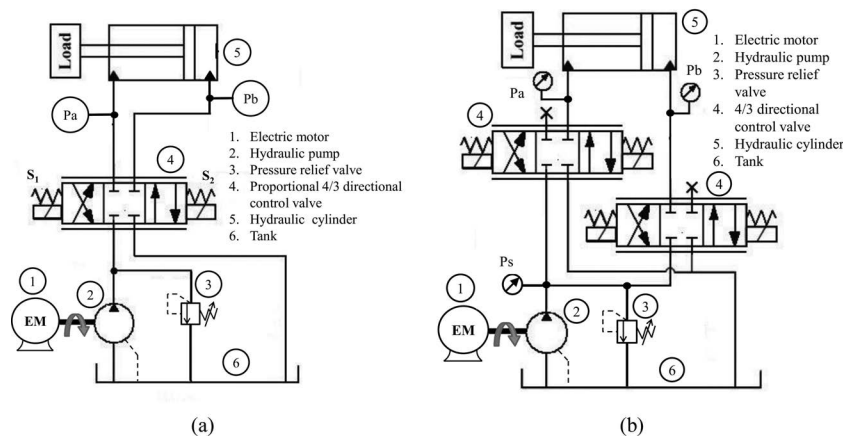 Load
5
Pa
Pb
4
S₁
S₂
1. Electric motor
2. Hydraulic pump
3. Pressure relief valve
4. Proportional 4/3 directional
control valve
5. Hydraulic cylinder
6. Tank
1
2
3
EM
6
(a)
Load
5
Pa
Pb
4
4
1. Electric motor
2. Hydraulic pump
3. Pressure relief
valve
4. 4/3 directional
control valve
5. Hydraulic cylinder
6. Tank
Ps
1
2
3
EM
6
(b)